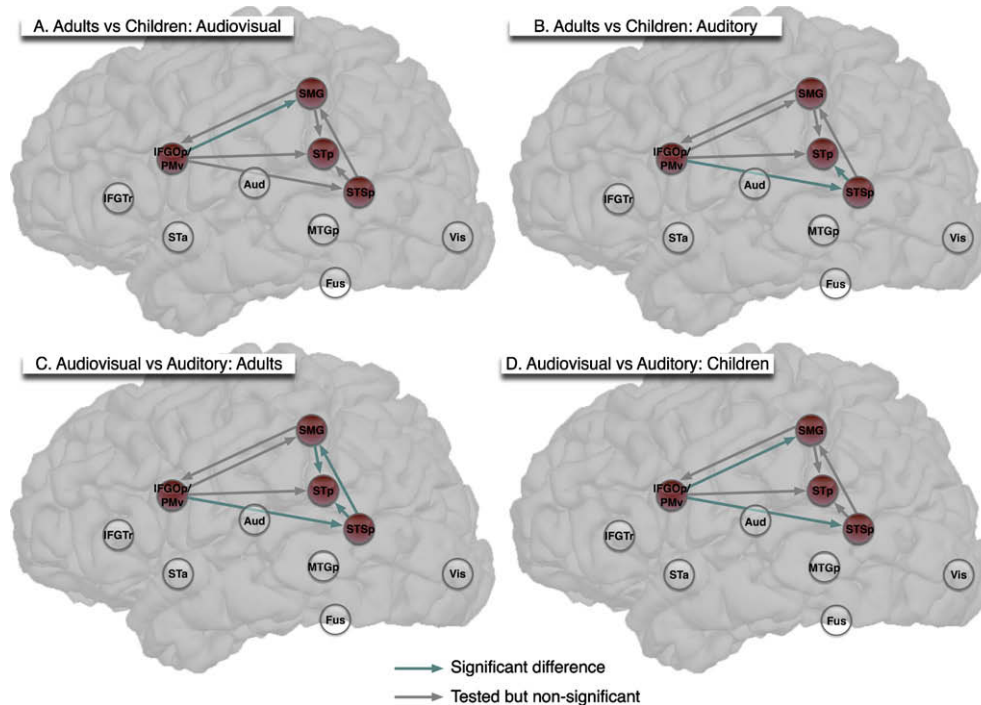 A. Adults vs Children: Audiovisual
SMG
IFGOp/
PMv
STp
Aud
STSp
IFGTr
STa
MTGp
Vis
Fus
B. Adults vs Children: Auditory
SMG
IFGOp/
PMv
STp
Aud
STSp
IFGTr
STa
MTGp
Vis
Fus
C. Audiovisual vs Auditory: Adults
SMG
IFGOp/
PMv
STp
Aud
STSp
IFGTr
STa
MTGp
Vis
Fus
D. Audiovisual vs Auditory: Children
SMG
IFGOp/
PMv
STp
Aud
STSp
IFGTr
STa
MTGp
Vis
Fus
Significant difference
Tested but non-significant